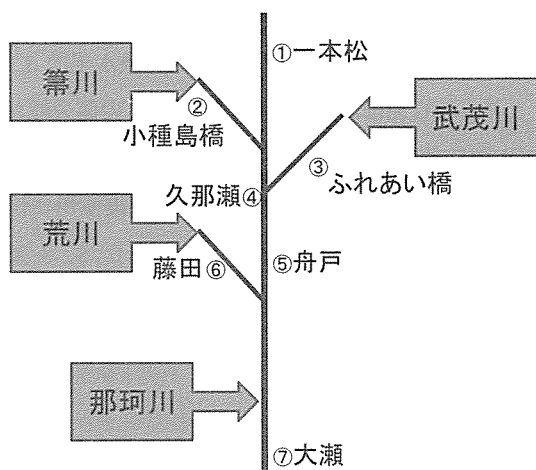 ①一本松
箒川
②
小種島橋
武茂川
③
ふれあい橋
久那瀬④
荒川
藤田⑥
⑤舟戸
那珂川
⑦大瀬